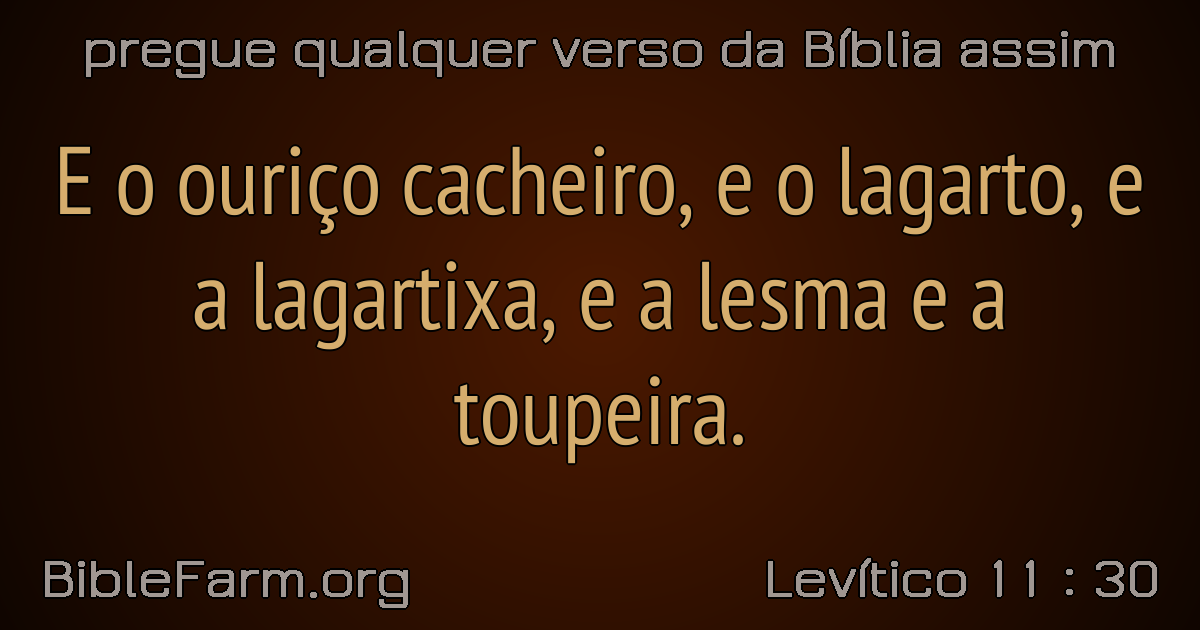 pregue qualquer verso da Bíblia assim
E o ouriço cacheiro, e o lagarto, e
a lagartixa, e a lesma e a
toupeira.
BibleFarm.org
Levítico 11 : 30